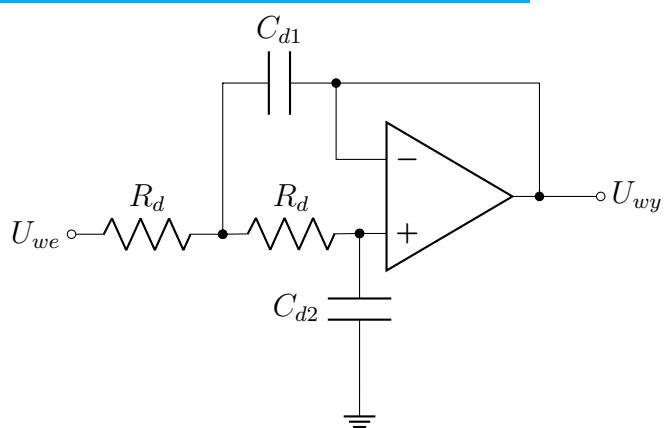 C_{d1}
R_d
R_d
U_{we}
U_{wy}
−
+
C_{d2}